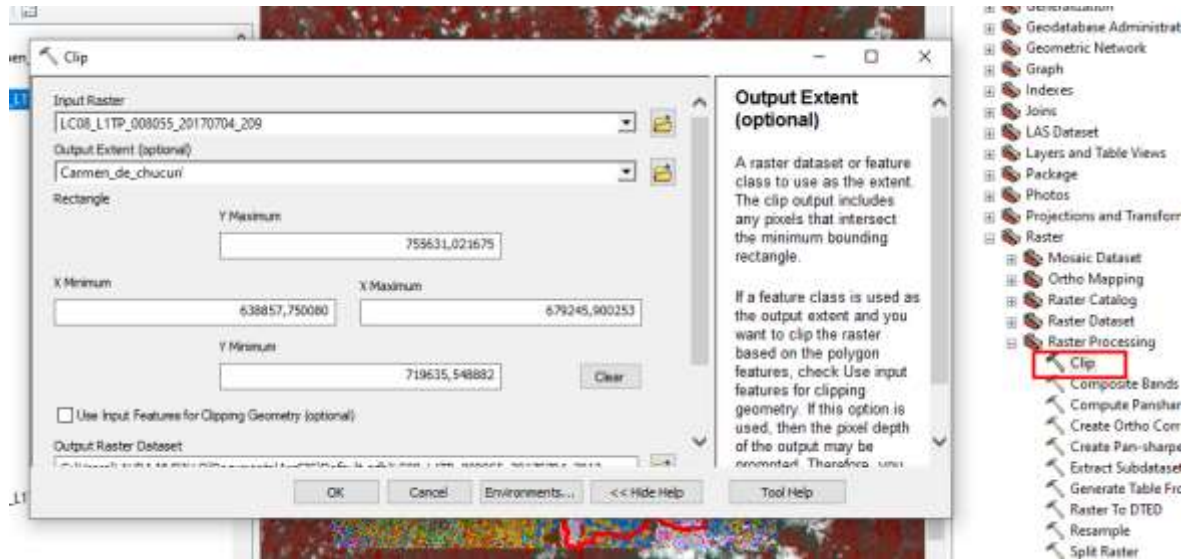 Clip
Input Raster
LC08_L1TP_008055_20170704_209
Output Extent (optional)
Carmen_de_chucuri
Rectangle
Y Maximum
755631,021675
X Minimum
X Maximum
638857,750080
679245,900253
Y Minimum
719635,548882
Clear
Use Input Features for Clipping Geometry (optional)
Output Raster Dataset
OK
Cancel
Environments...
<< Hide Help
Tool Help
Output Extent
(optional)
A raster dataset or feature
class to use as the extent.
The clip output includes
any pixels that intersect
the minimum bounding
rectangle.
If a feature class is used as
the output extent and you
want to clip the raster
based on the polygon
features, check Use input
features for clipping
geometry. If this option is
used, then the pixel depth
of the output may be
promoted. Therefore, you
Generalization
Geodatabase Administrat
Geometric Network
Graph
Indexes
Joins
LAS Dataset
Layers and Table Views
Package
Photos
Projections and Transform
Raster
Mosaic Dataset
Ortho Mapping
Raster Catalog
Raster Dataset
Raster Processing
Clip
Composite Bands
Compute Panshar
Create Ortho Corr
Create Pan-sharpe
Extract Subdataset
Generate Table Fro
Raster To DTED
Resample
Split Raster